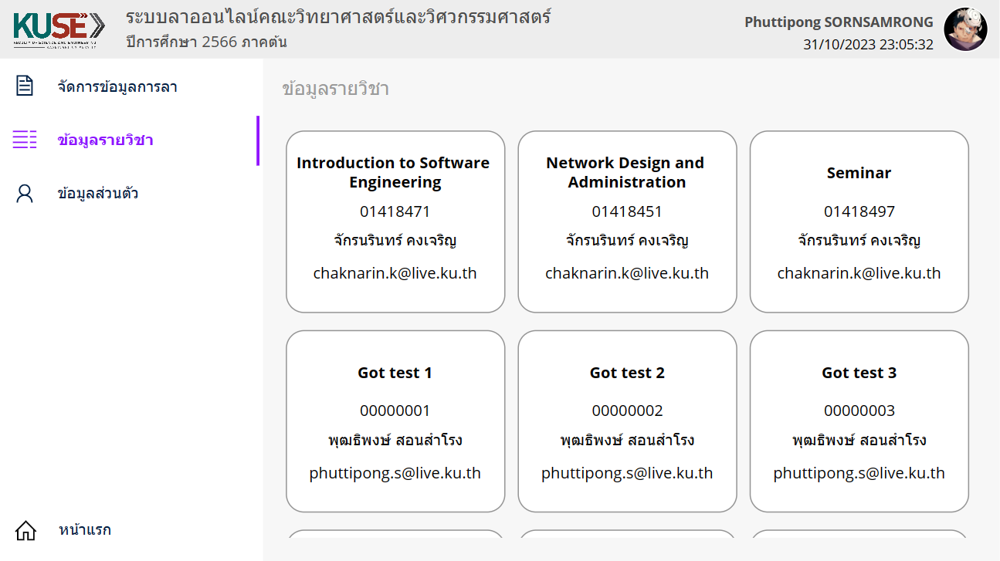 KUSE
FACULTY OF SCIENCE AND ENGINEERING
ระบบลาออนไลน์คณะวิทยาศาสตร์และวิศวกรรมศาสตร์
ปีการศึกษา 2566 ภาคต้น
Phuttipong SORNSAMRONG
31/10/2023 23:05:32
จัดการข้อมูลการลา
ข้อมูลรายวิชา
ข้อมูลส่วนตัว
หน้าแรก
ข้อมูลรายวิชา
Introduction to Software
Engineering
01418471
จักรนรินทร์ คงเจริญ
chaknarin.k@live.ku.th
Network Design and
Administration
01418451
จักรนรินทร์ คงเจริญ
chaknarin.k@live.ku.th
Seminar
01418497
จักรนรินทร์ คงเจริญ
chaknarin.k@live.ku.th
Got test 1
00000001
พุฒธิพงษ์ สอนสำโรง
phuttipong.s@live.ku.th
Got test 2
00000002
พุฒธิพงษ์ สอนสำโรง
phuttipong.s@live.ku.th
Got test 3
00000003
พุฒธิพงษ์ สอนสำโรง
phuttipong.s@live.ku.th